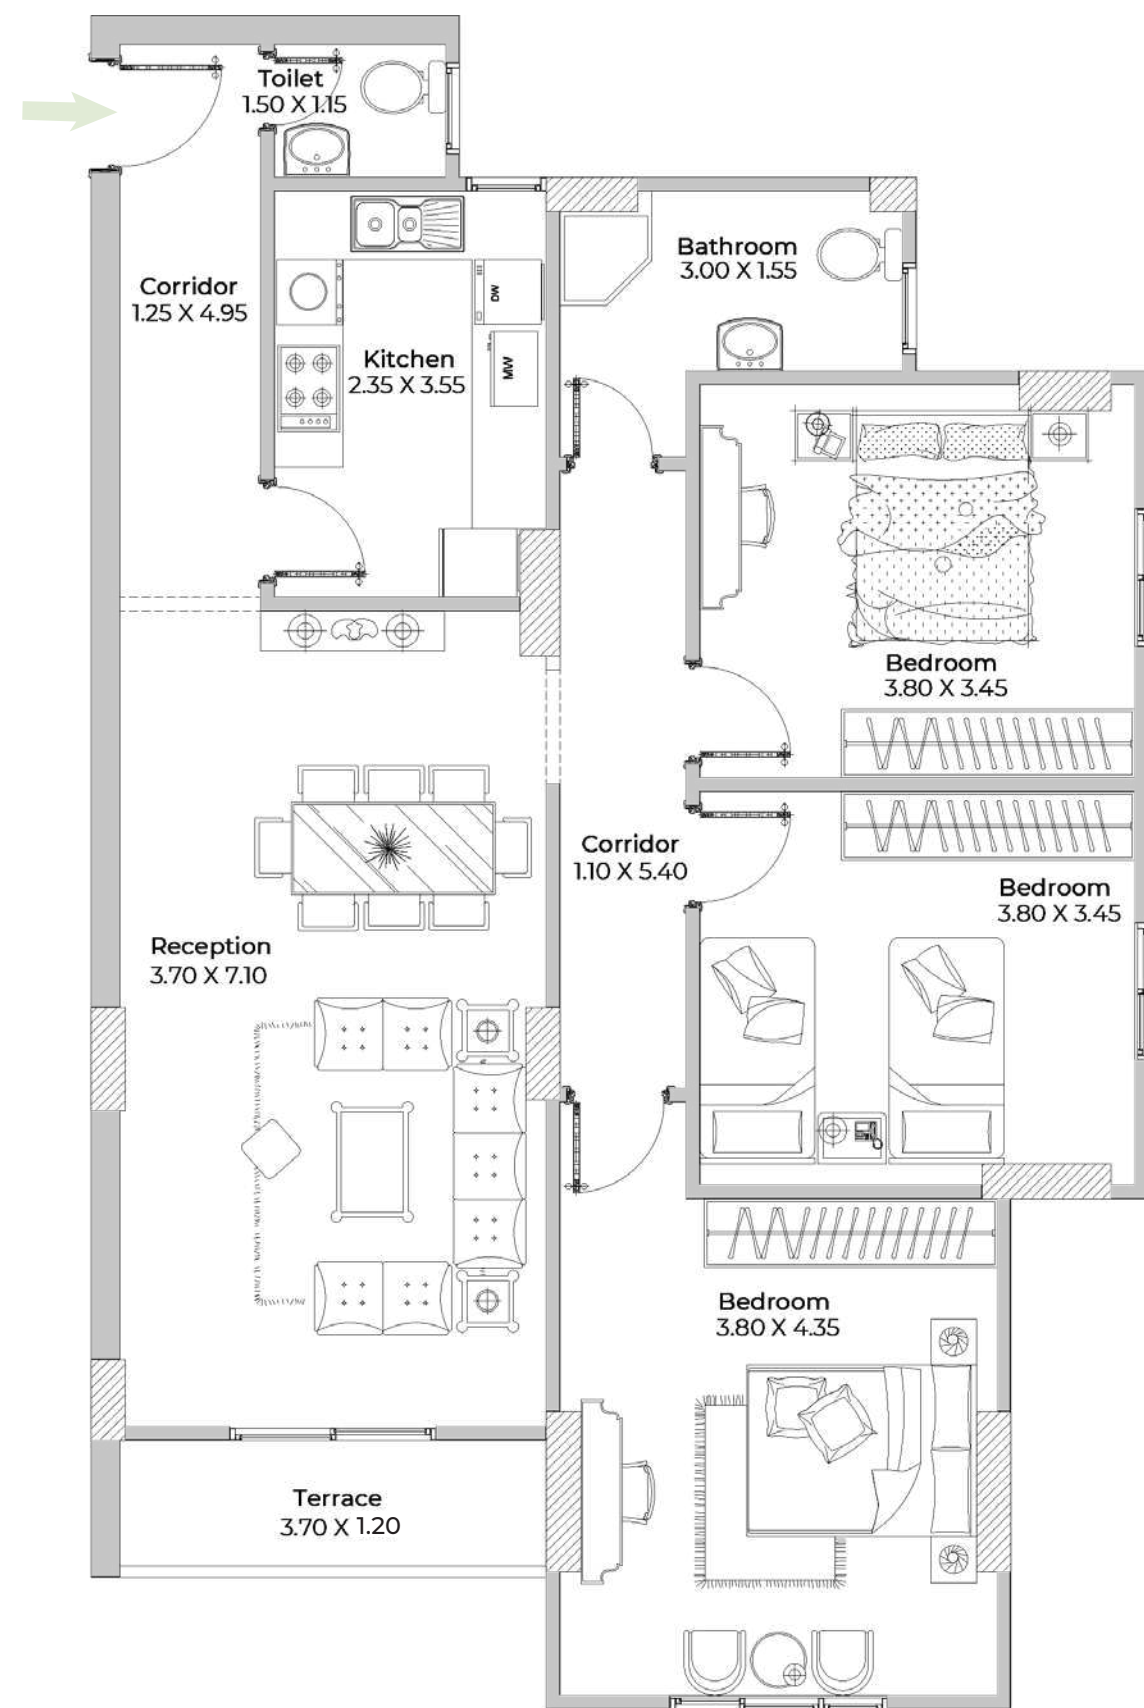 Toilet
1.50 X 1.15
Corridor
1.25 X 4.95
Bathroom
3.00 X 1.55
DW
MW
Kitchen
2.35 X 3.55
Bedroom
3.80 X 3.45
Corridor
1.10 X 5.40
Bedroom
3.80 X 3.45
Reception
3.70 X 7.10
Bedroom
3.80 X 4.35
Terrace
3.70 X 1.20